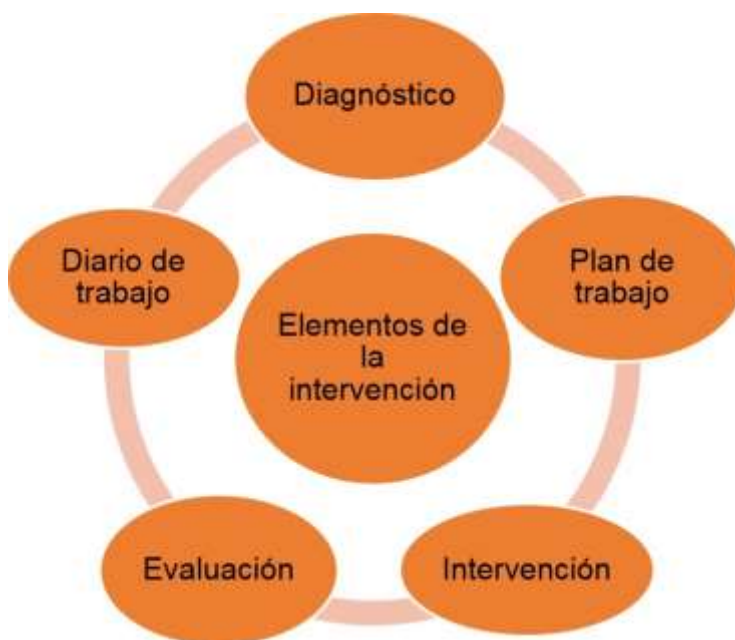 Diagnóstico
Plan de
trabajo
Intervención
Evaluación
Diario de
trabajo
Elementos de
la
intervención